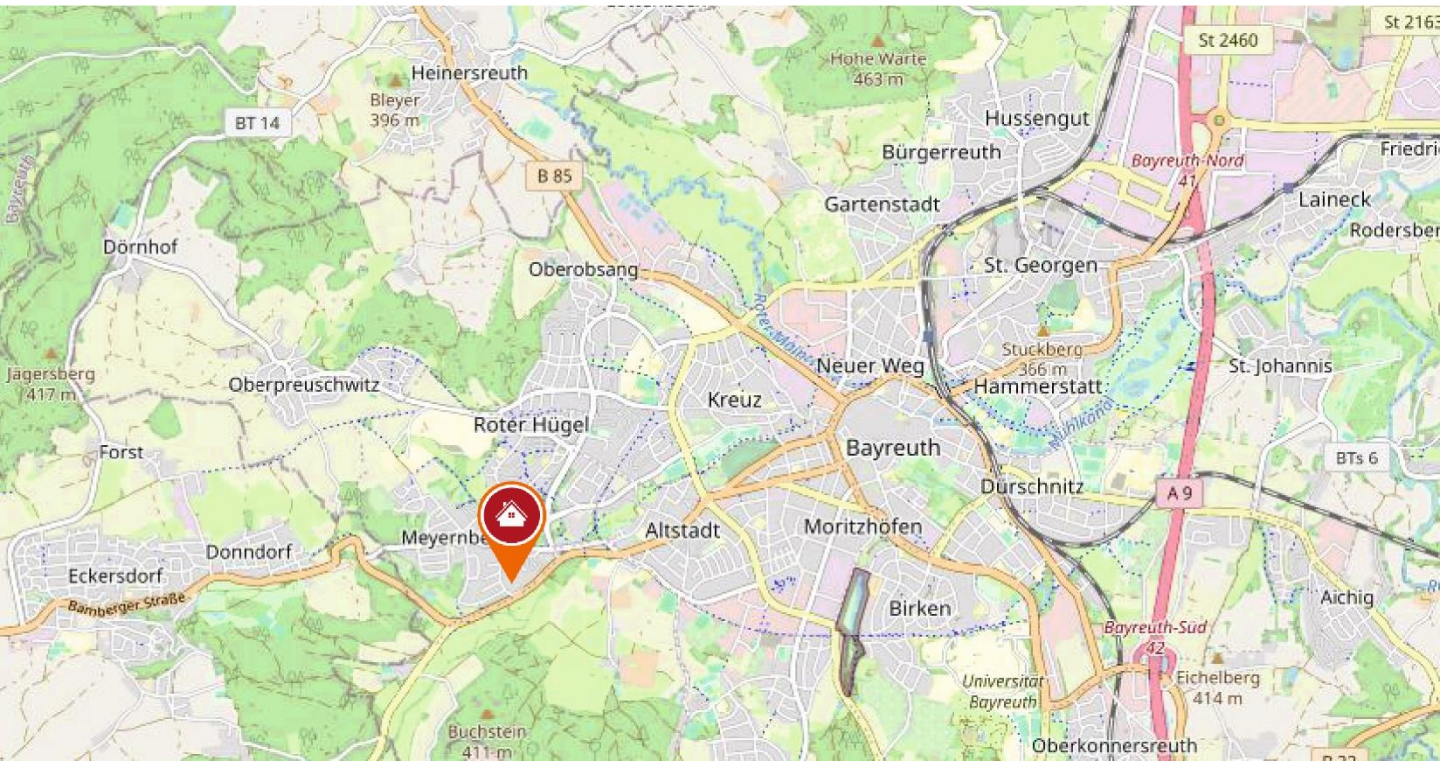 St 2163
St 2460
Hohe Warte
463 m
Heinersreuth
Bleyer
396 m
BT 14
Hussengut
Bürgerreuth
Bayreuth-Nord
41
B 85
Bayreuth
Laineck
Gartenstadt
Dörnhof
St. Georgen
Oberobsang
Roter Main
Stuckberg
366 m
Jägersberg
417 m
Neuer Weg
St. Johannis
Oberpreuschwitz
Hammerstatt
Kreuz
Mühlkanal
Roter Hügel
Bayreuth
Forst
BTs 6
Dürschnitz
A 9
Altstadt
Moritzhöfen
Donndorf
Eckersdorf
Bamberger Straße
Birken
Aichig
Bayreuth-Süd
42
Universität
Bayreuth
Eichelberg
414 m
Buchstein
411 m
Oberkonnersreuth